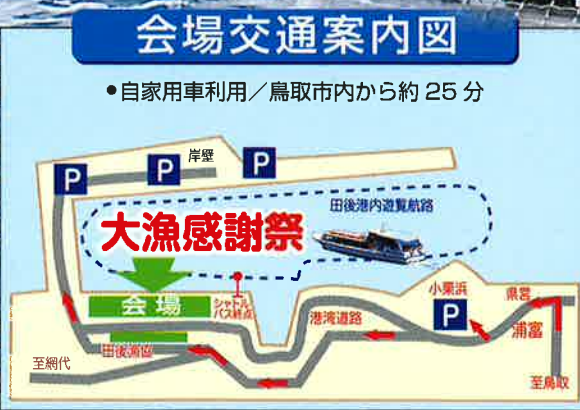 会場交通案内図
●自家用車利用／鳥取市内から約25分
岸壁
P
P
P
田後港内遊覧航路
大漁感謝祭
会場
シャトル
バス終点
小栗浜
P
県営
浦富
港湾道路
田後漁協
至網代
至鳥取